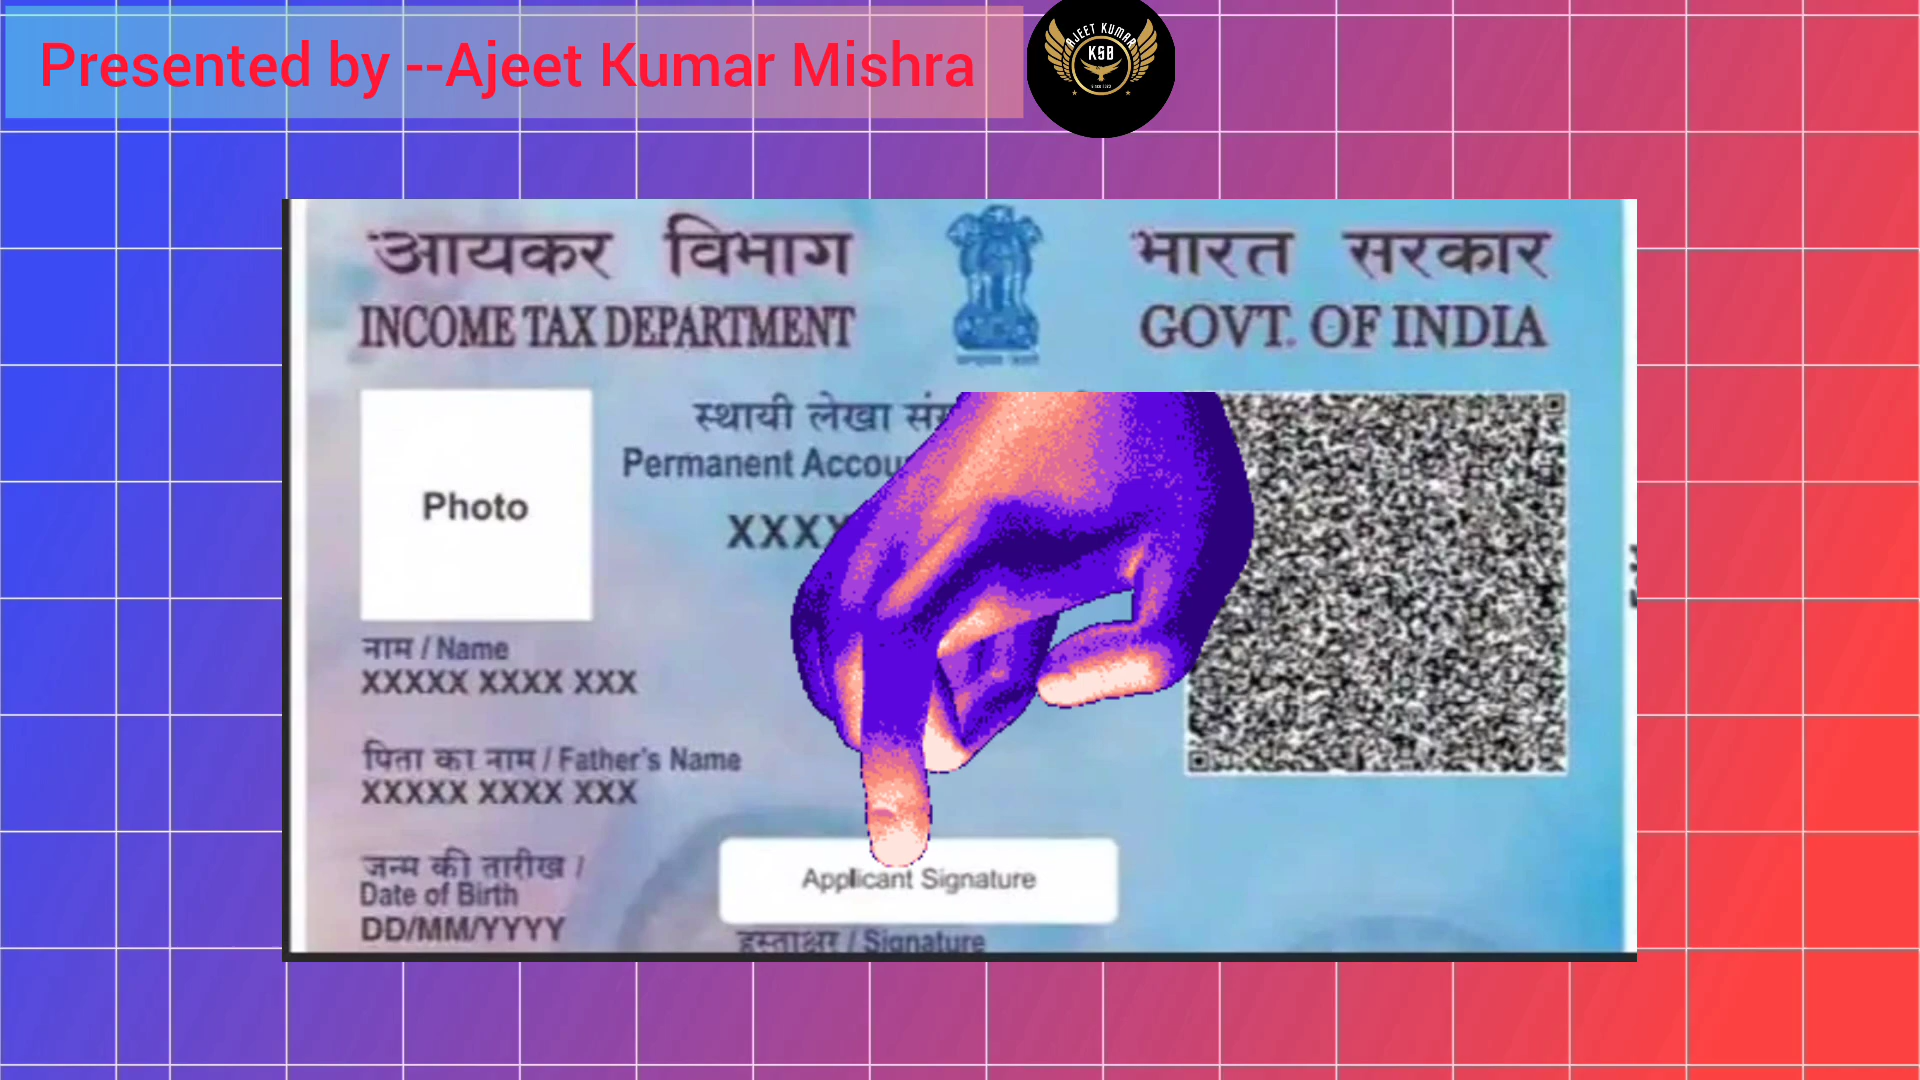 Presented by --Ajeet Kumar Mishra
AJEET KUMAR
KSB
आयकर विभाग
INCOME TAX DEPARTMENT
भारत सरकार
GOVT. OF INDIA
स्थायी लेखा
Permanent Accou
XXXX
Photo
नाम / Name
XXXXX XXXX XXX
पिता का नाम / Father's Name
XXXXX XXXX XXX
जन्म की तारीख /
Date of Birth
DD/MM/YYYY
Applicant Signature
हस्ताक्षर / Signature